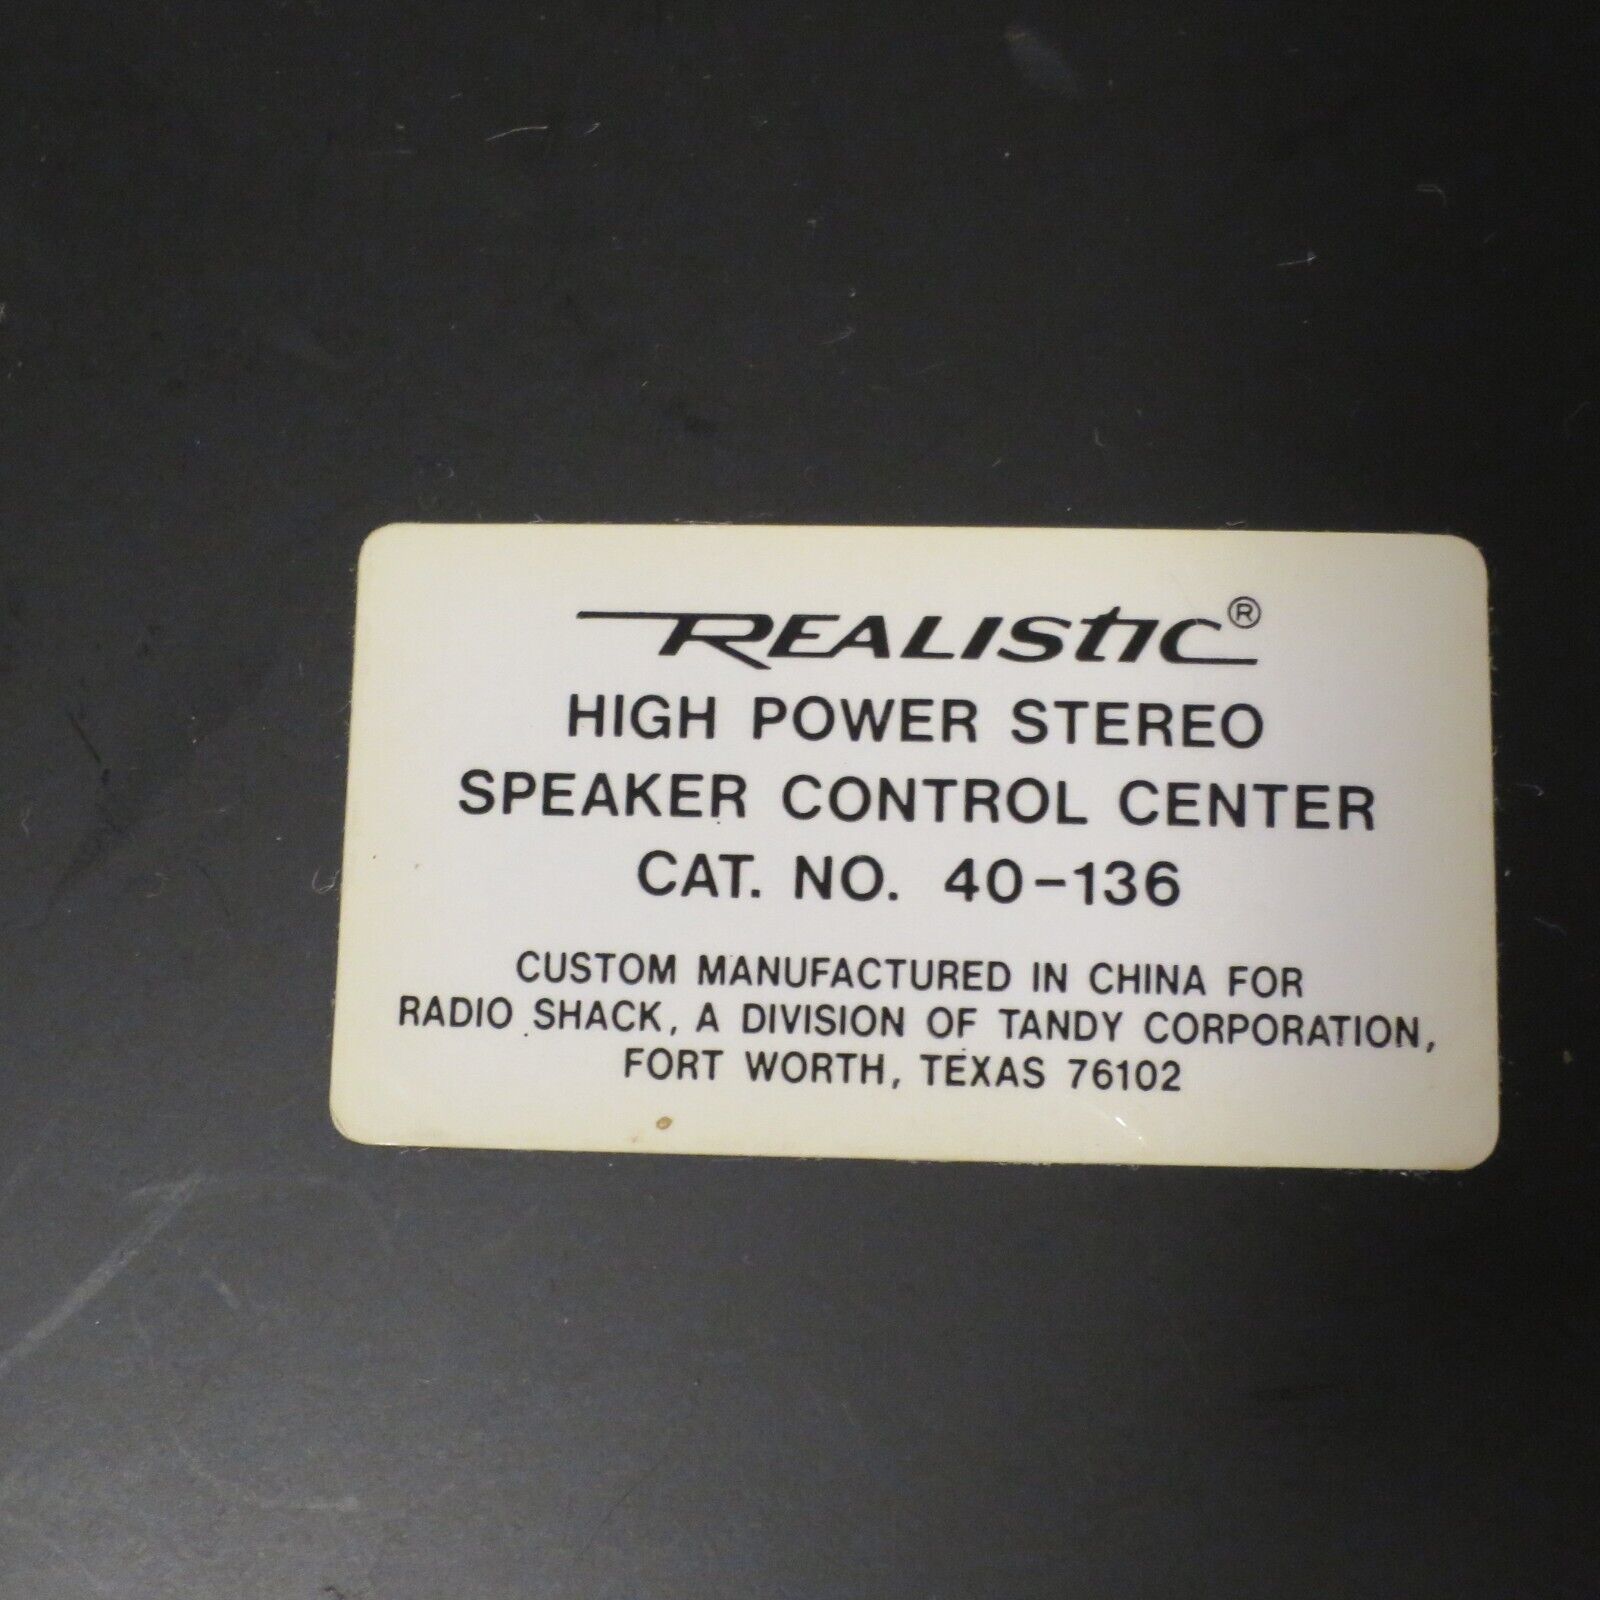 REALISTIC®
HIGH POWER STEREO
SPEAKER CONTROL CENTER
CAT. NO. 40-136
CUSTOM MANUFACTURED IN CHINA FOR
RADIO SHACK, A DIVISION OF TANDY CORPORATION,
FORT WORTH, TEXAS 76102